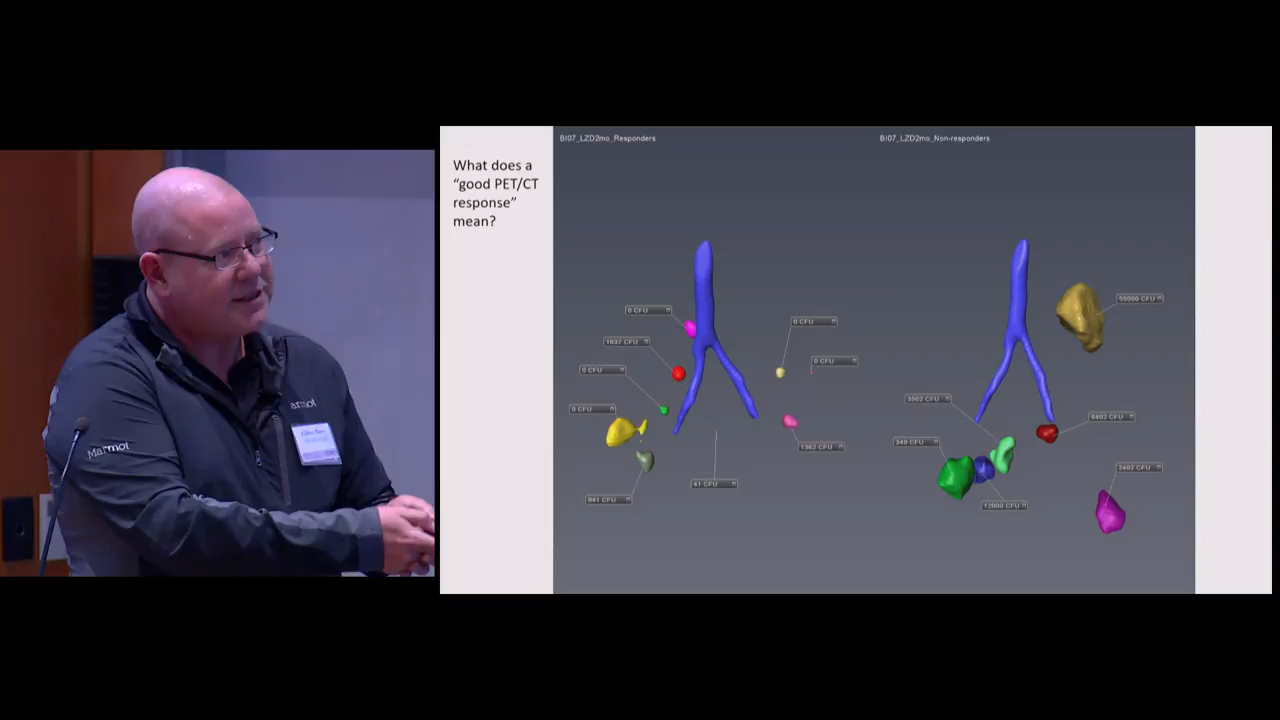 BI07_LZD2mo_Responders
BI07_LZD2mo_Non-responders
What does a
“good PET/CT
response”
mean?
0 CFU
1637 CFU
0 CFU
0 CFU
941 CFU
41 CFU
0 CFU
0 CFU
1362 CFU
55000 CFU
3502 CFU
349 CFU
12000 CFU
6402 CFU
2402 CFU
Marmot
armot